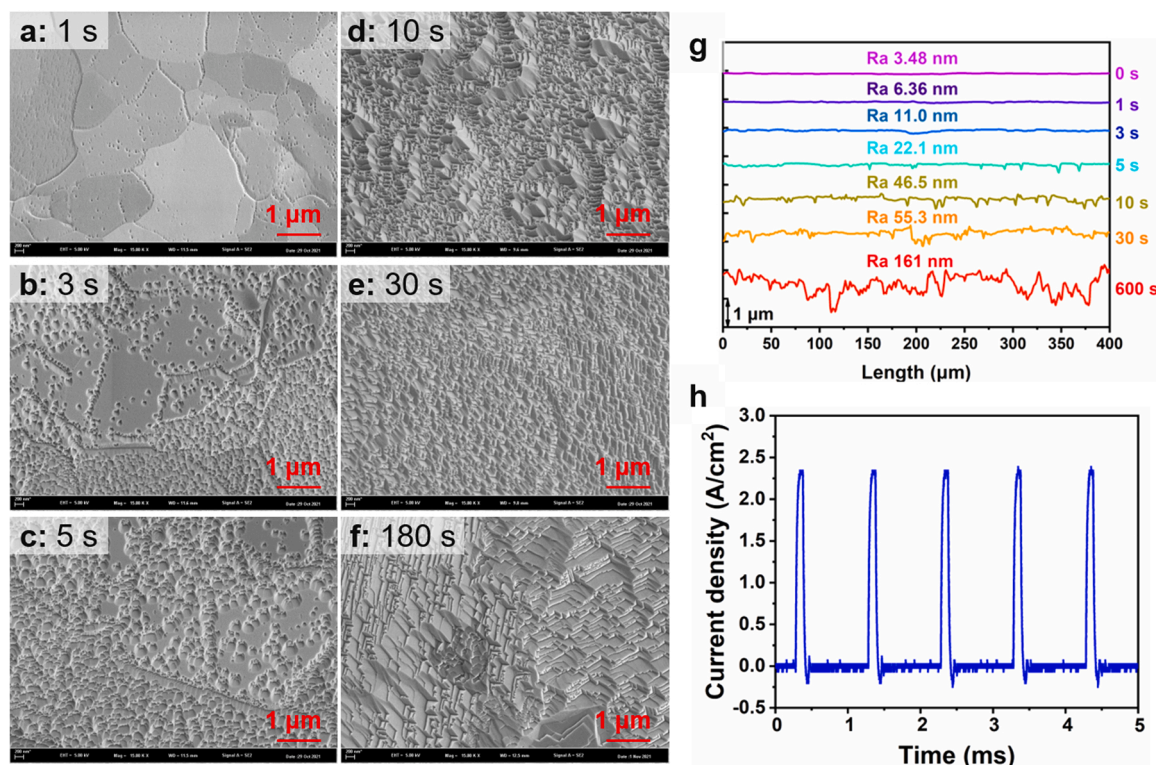 a: 1 s
1 μm
b: 3 s
1 μm
c: 5 s
1 μm
d: 10 s
1 μm
e: 30 s
1 μm
f: 180 s
1 μm
g
Ra 3.48 nm
0 s
Ra 6.36 nm
1 s
Ra 11.0 nm
3 s
Ra 22.1 nm
5 s
Ra 46.5 nm
10 s
Ra 55.3 nm
30 s
Ra 161 nm
600 s
1 μm
0 50 100 150 200 250 300 350 400
Length (μm)
h
3.0
2.5
2.0
1.5
1.0
0.5
0.0
-0.5
Current density (A/cm²)
0 1 2 3 4 5
Time (ms)